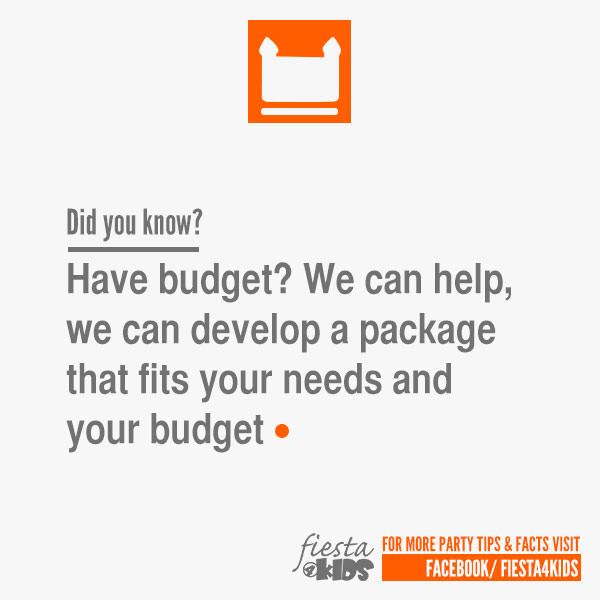 Did you know?
Have budget? We can help,
we can develop a package
that fits your needs and
your budget
fiesta
4KIDS
FOR MORE PARTY TIPS & FACTS VISIT
FACEBOOK/ FIESTA4KIDS